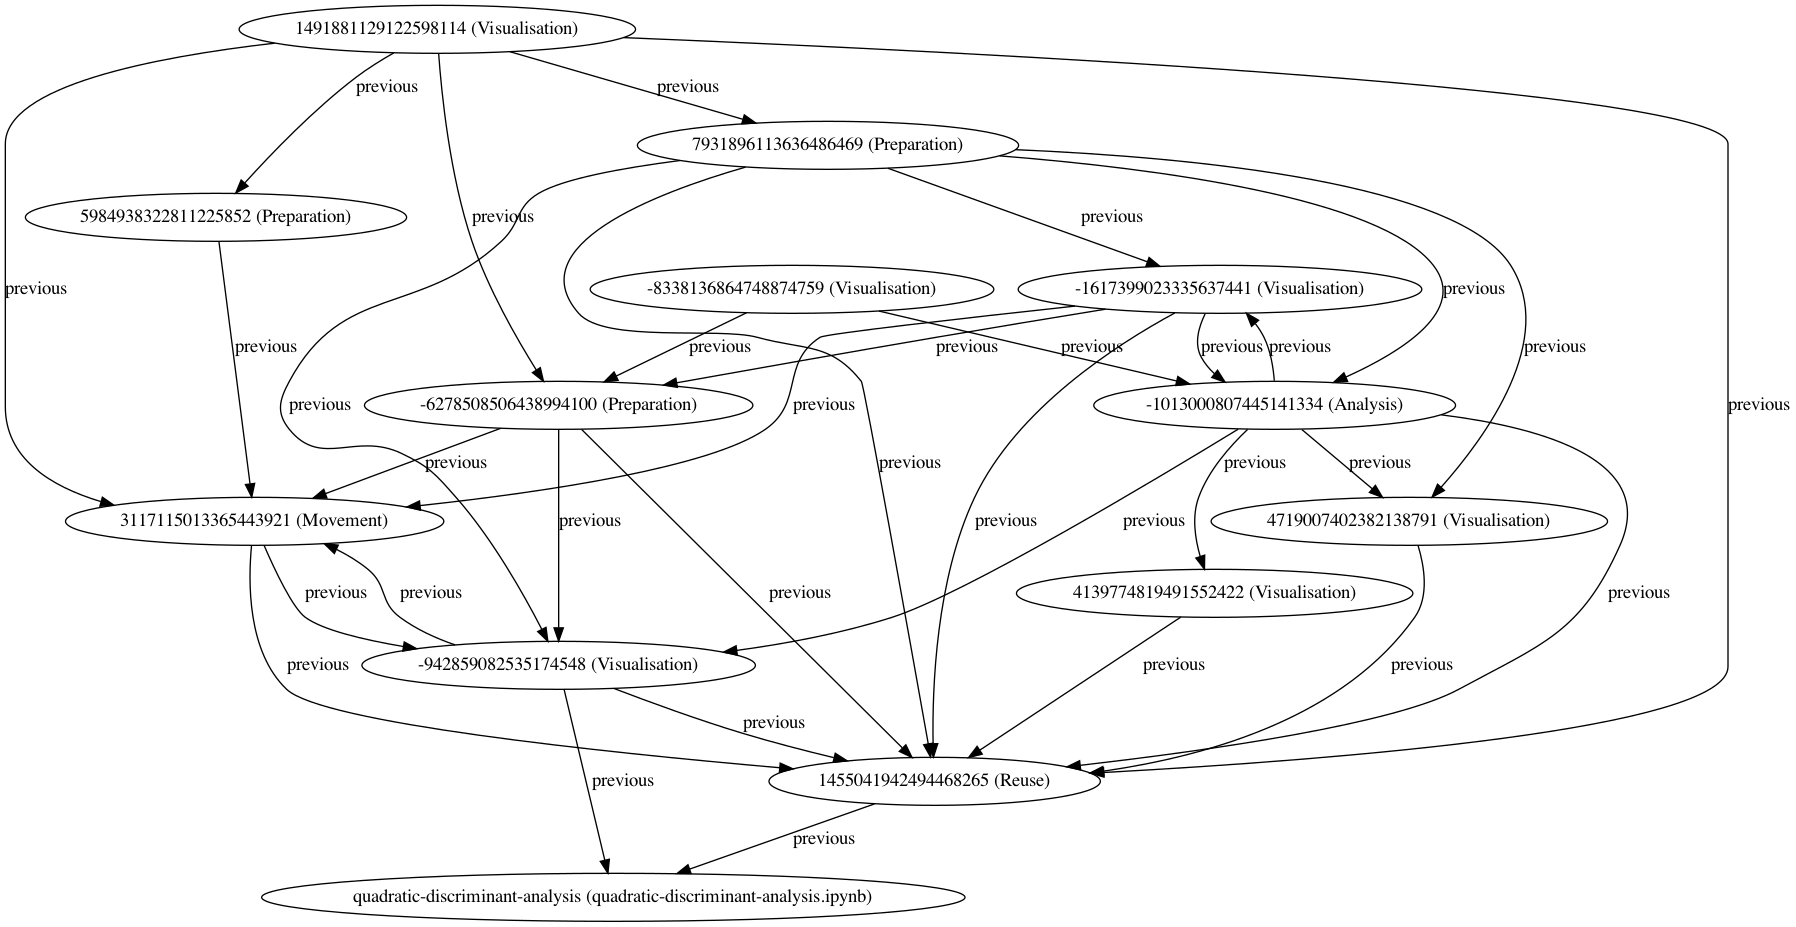 1491881129122598114 (Visualisation)
previous
previous
7931896113636486469 (Preparation)
5984938322811225852 (Preparation)
previous
previous
previous
-8338136864748874759 (Visualisation)
-1617399023335637441 (Visualisation)
previous
previous
previous
previous
previous
previous
previous
previous
-6278508506438994100 (Preparation)
-1013000807445141334 (Analysis)
previous
previous
previous
previous
previous
previous
previous
3117115013365443921 (Movement)
previous
previous
previous
4719007402382138791 (Visualisation)
previous
previous
previous
4139774819491552422 (Visualisation)
previous
previous
-942859082535174548 (Visualisation)
previous
previous
previous
previous
1455041942494468265 (Reuse)
previous
quadratic-discriminant-analysis (quadratic-discriminant-analysis.ipynb)